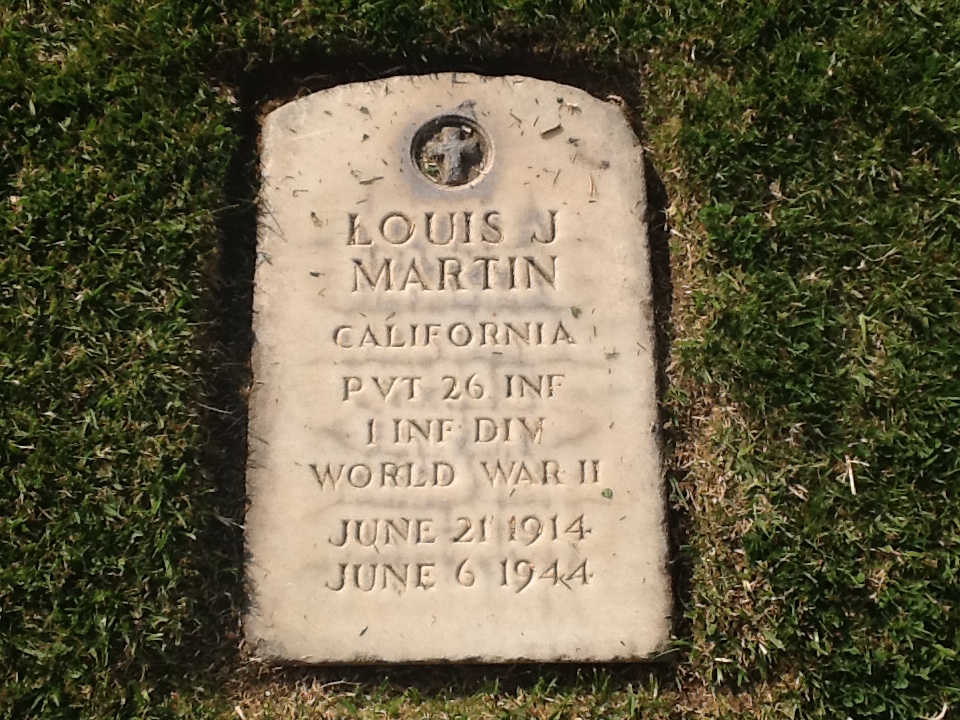 LOUIS J
MARTIN
CALIFORNIA
PVT 26 INF
1 INF DIV
WORLD WAR II
JUNE 21 1914
JUNE 6 1944